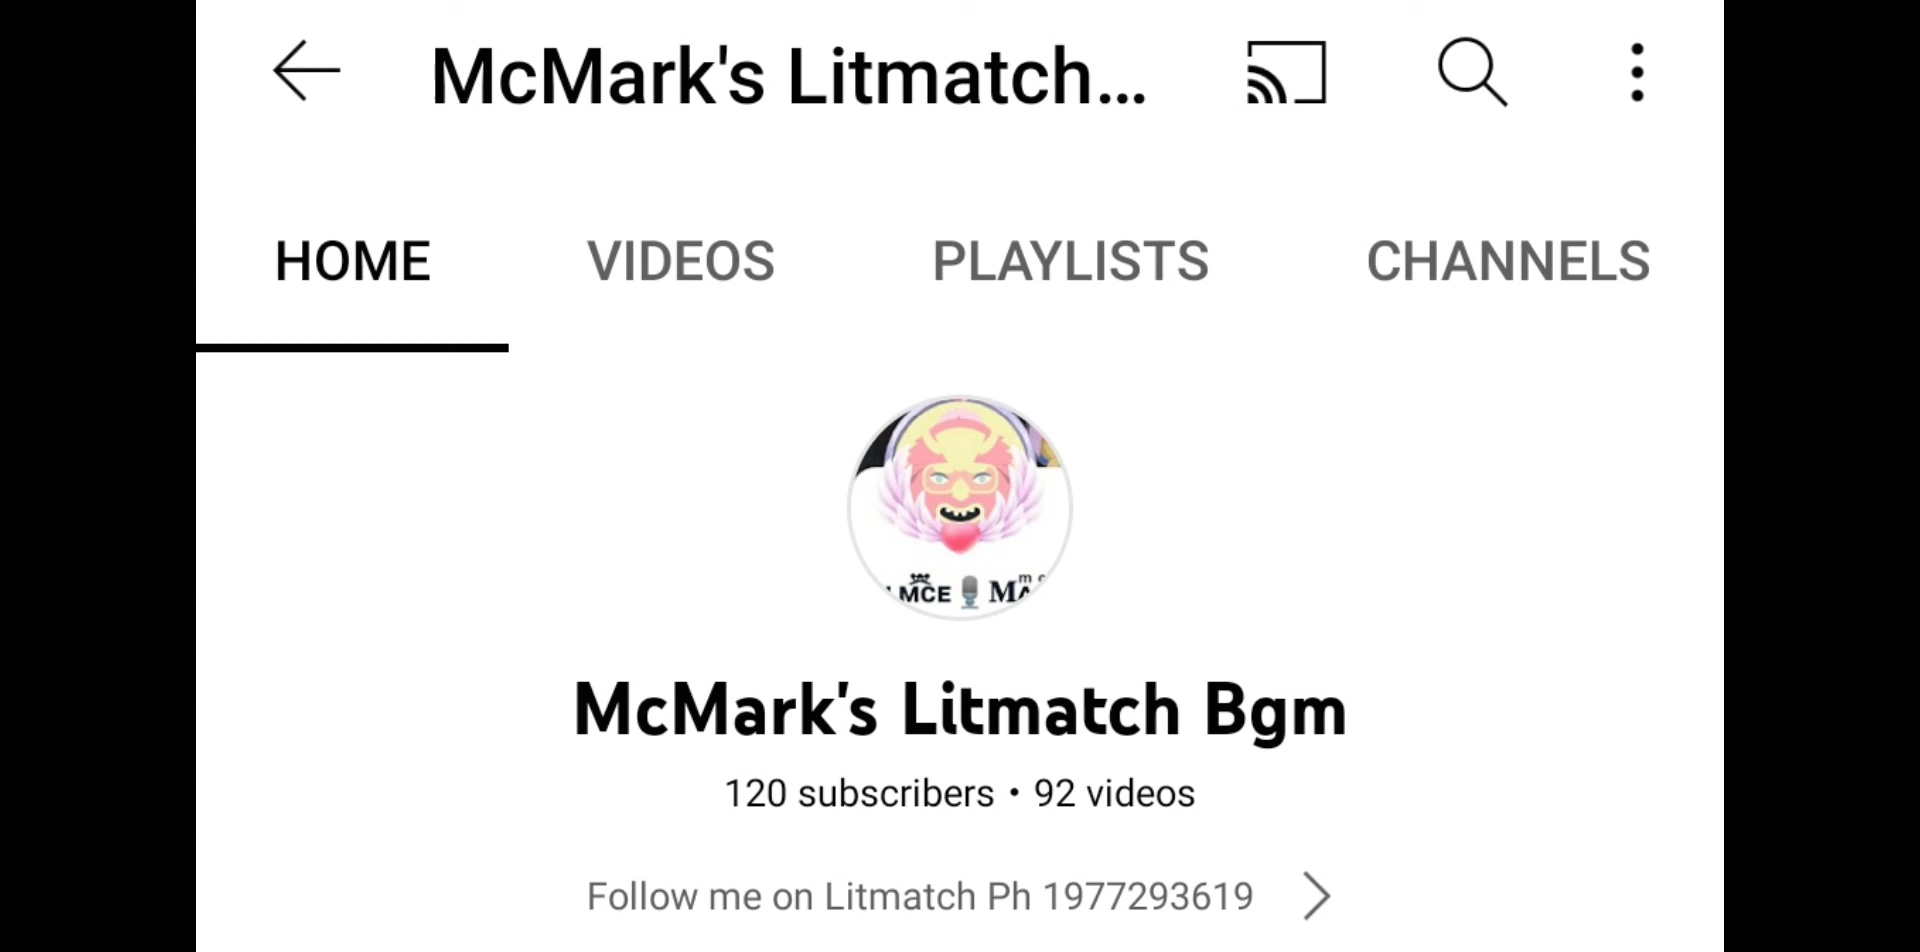 McMark's Litmatch...
HOME VIDEOS PLAYLISTS CHANNELS
MCE
McMark's Litmatch Bgm
120 subscribers • 92 videos
Follow me on Litmatch Ph 1977293619